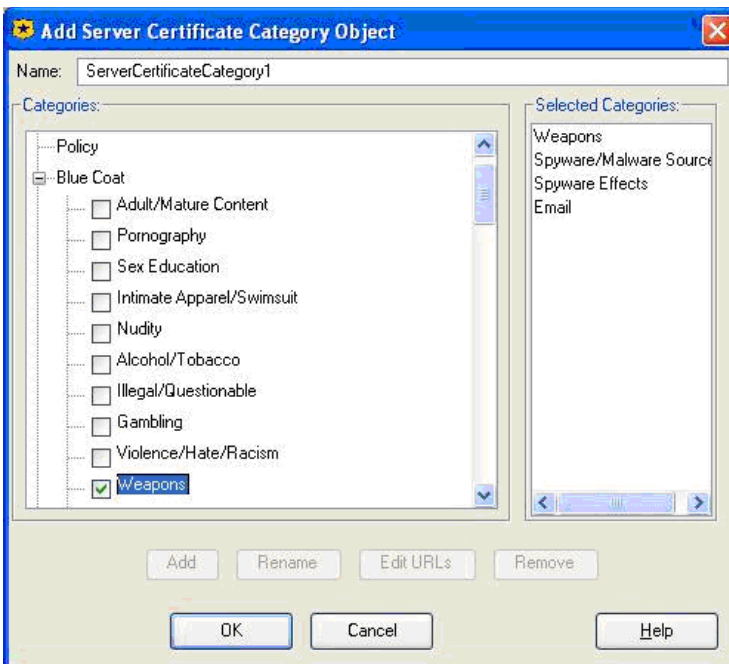 Add Server Certificate Category Object
Name: ServerCertificateCategory1
Categories:
Policy
Blue Coat
Adult/Mature Content
Pornography
Sex Education
Intimate Apparel/Swimsuit
Nudity
Alcohol/Tobacco
Illegal/Questionable
Gambling
Violence/Hate/Racism
Weapons
Selected Categories:
Weapons
Spyware/Malware Source
Spyware Effects
Email
Add Rename Edit URLs Remove
OK Cancel Help